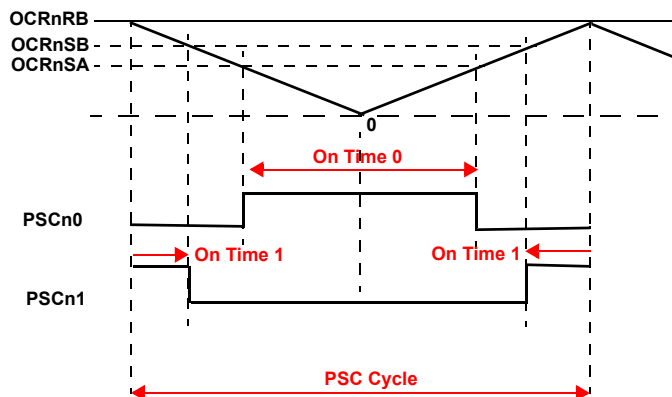 OCRnRB
OCRnSB
OCRnSA
0
On Time 0
PSCn0
On Time 1
On Time 1
PSCn1
PSC Cycle